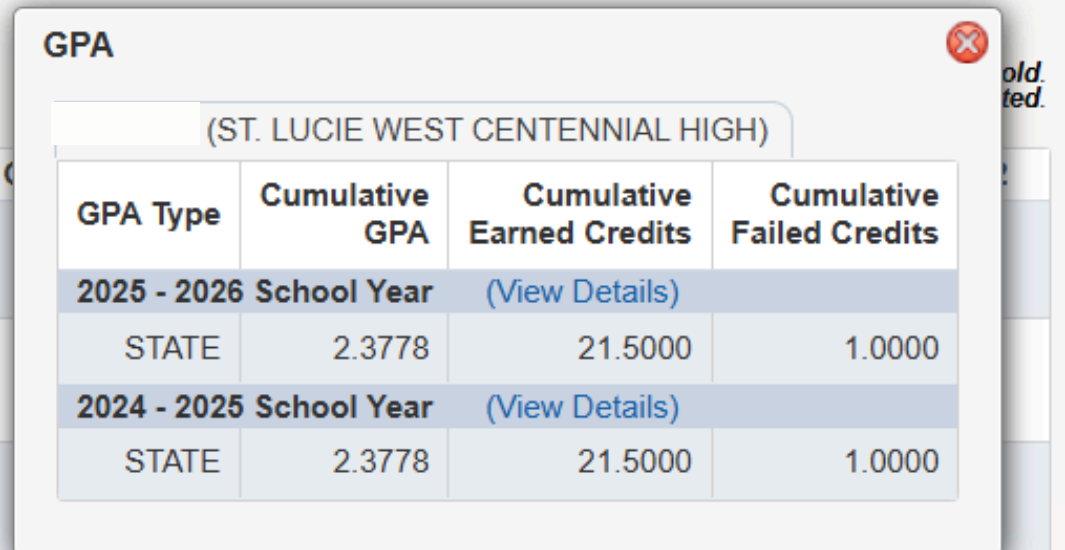 GPA
old.
ted.
(ST. LUCIE WEST CENTENNIAL HIGH)
GPA Type Cumulative GPA Cumulative Earned Credits Cumulative Failed Credits
2025 - 2026 School Year (View Details)
STATE 2.3778 21.5000 1.0000
2024 - 2025 School Year (View Details)
STATE 2.3778 21.5000 1.0000